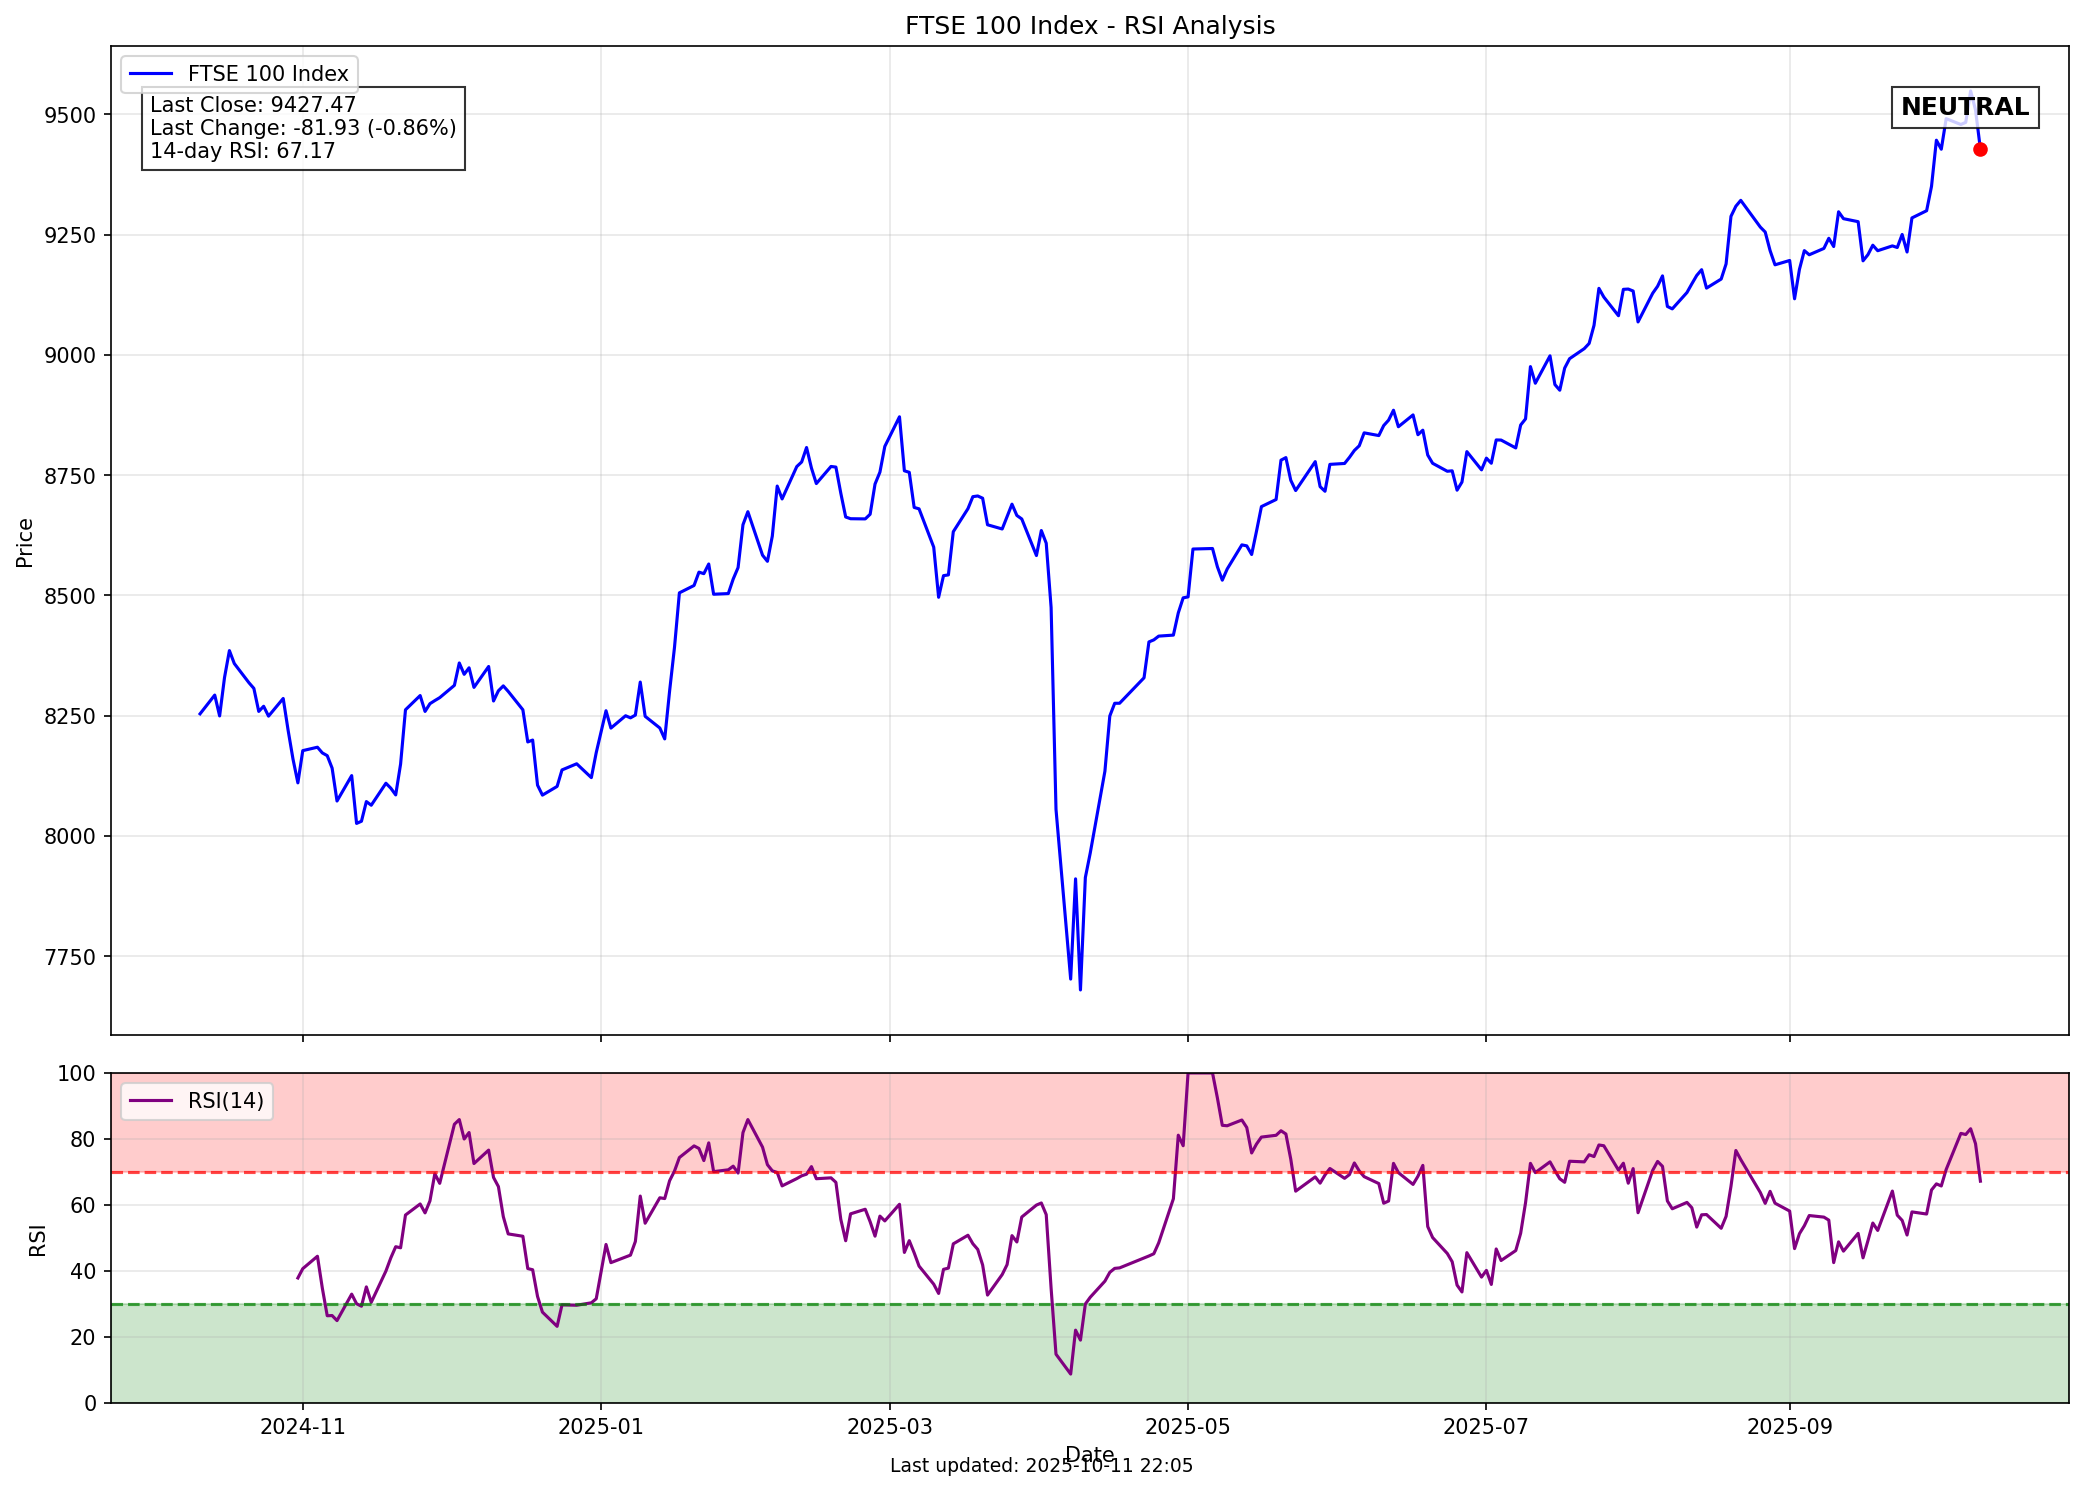 FTSE 100 Index - RSI Analysis
FTSE 100 Index
Last Close: 9427.47
Last Change: -81.93 (-0.86%)
14-day RSI: 67.17
NEUTRAL
Price
9500
9250
9000
8750
8500
8250
8000
7750
RSI(14)
RSI
100
80
60
40
20
0
2024-11
2025-01
2025-03
2025-05
2025-07
2025-09
Date
Last updated: 2025-10-11 22:05